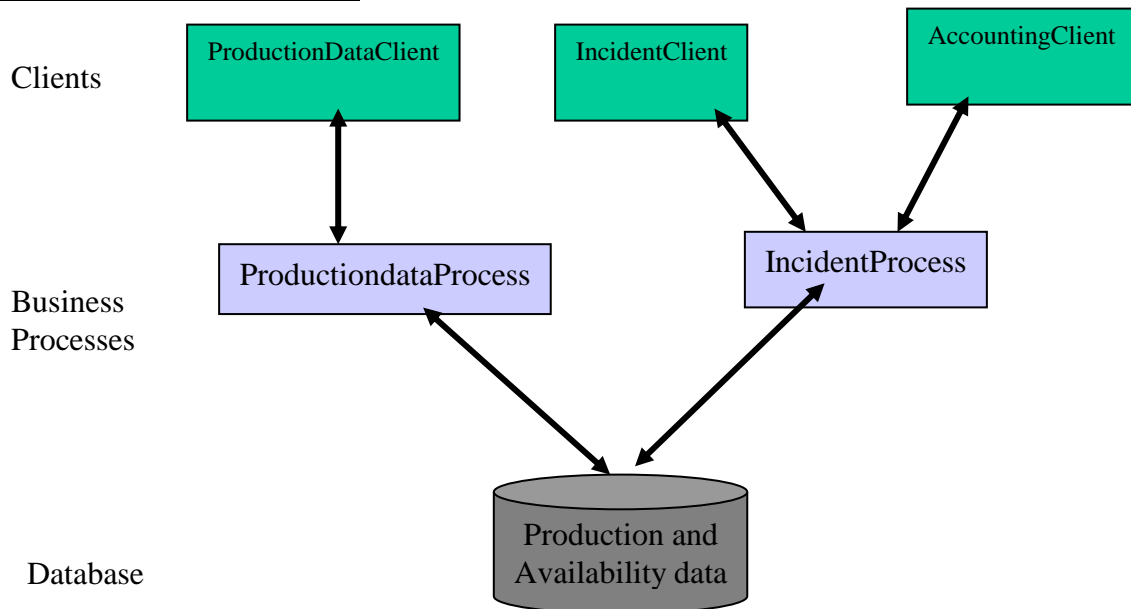 ProductionDataClient
IncidentClient
AccountingClient
Clients
ProductiondataProcess
IncidentProcess
Business
Processes
Production and
Availability data
Database